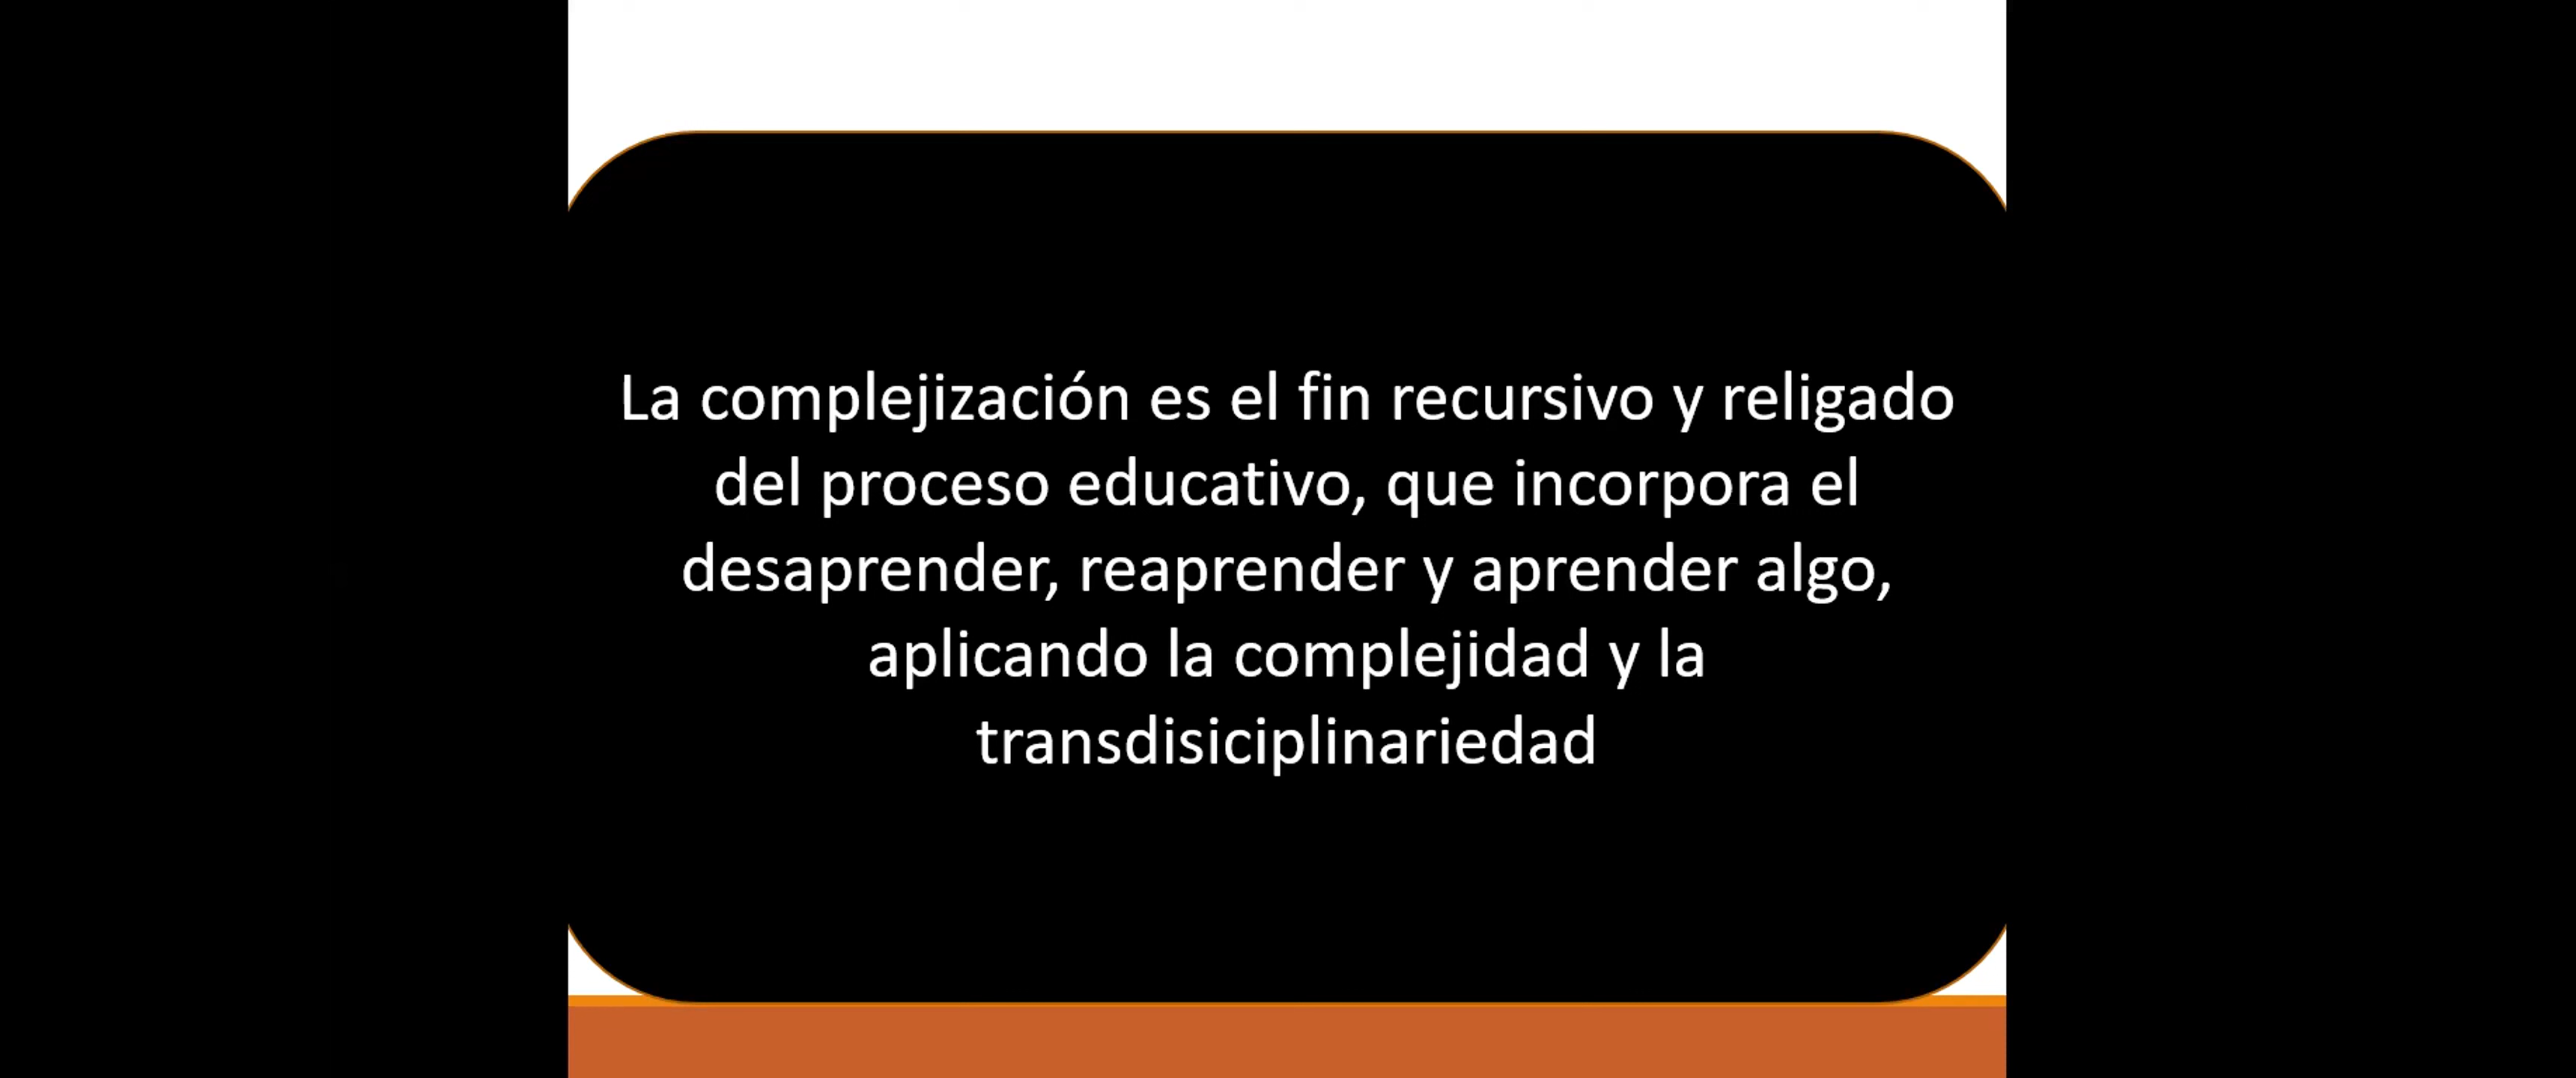 La complejización es el fin recursivo y religado
del proceso educativo, que incorpora el
desaprender, reaprender y aprender algo,
aplicando la complejidad y la
transdisiciplinariedad